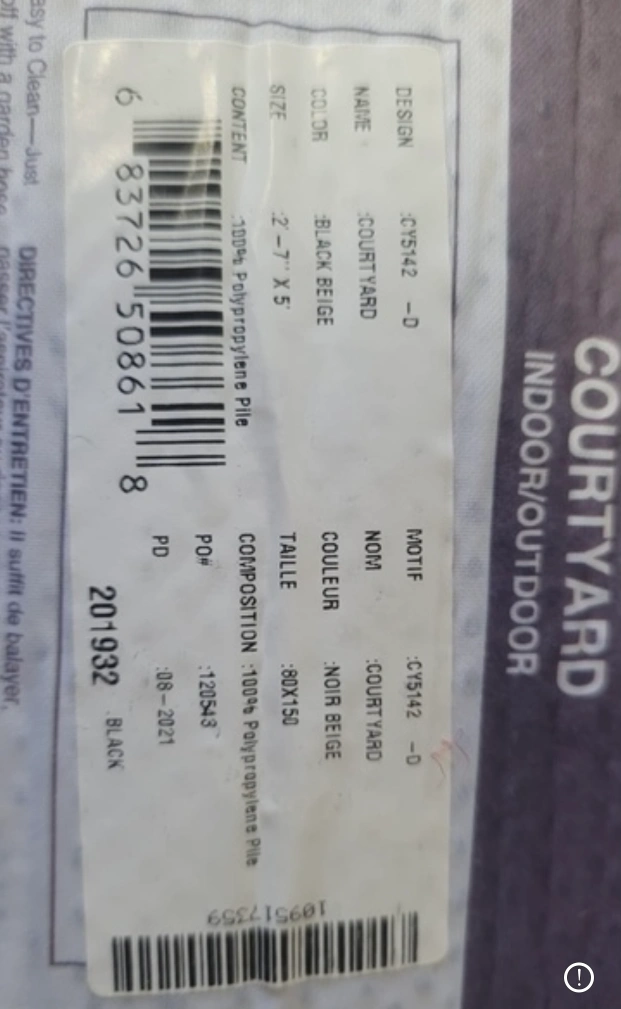 COURTYARD
INDOOR/OUTDOOR
DESIGN :CY5142 -D
NAME :COURTYARD
COLOR :BLACK BEIGE
SIZE :2'-7" X 5'
CONTENT :100% Polypropylene Pile
6 83726 50861 8
MOTIF :CY5142 -D
NOM :COURTYARD
COULEUR :NOIR BEIGE
TAILLE :80X150
COMPOSITION :100% Polypropylene Pile
PO# :120543
PD :08-2021
201932 BLACK
109517359
asy to Clean—Just
off with a garden hose
DIRECTIVES D'ENTRETIEN: Il suffit de balayer,
passer l'aspirateur